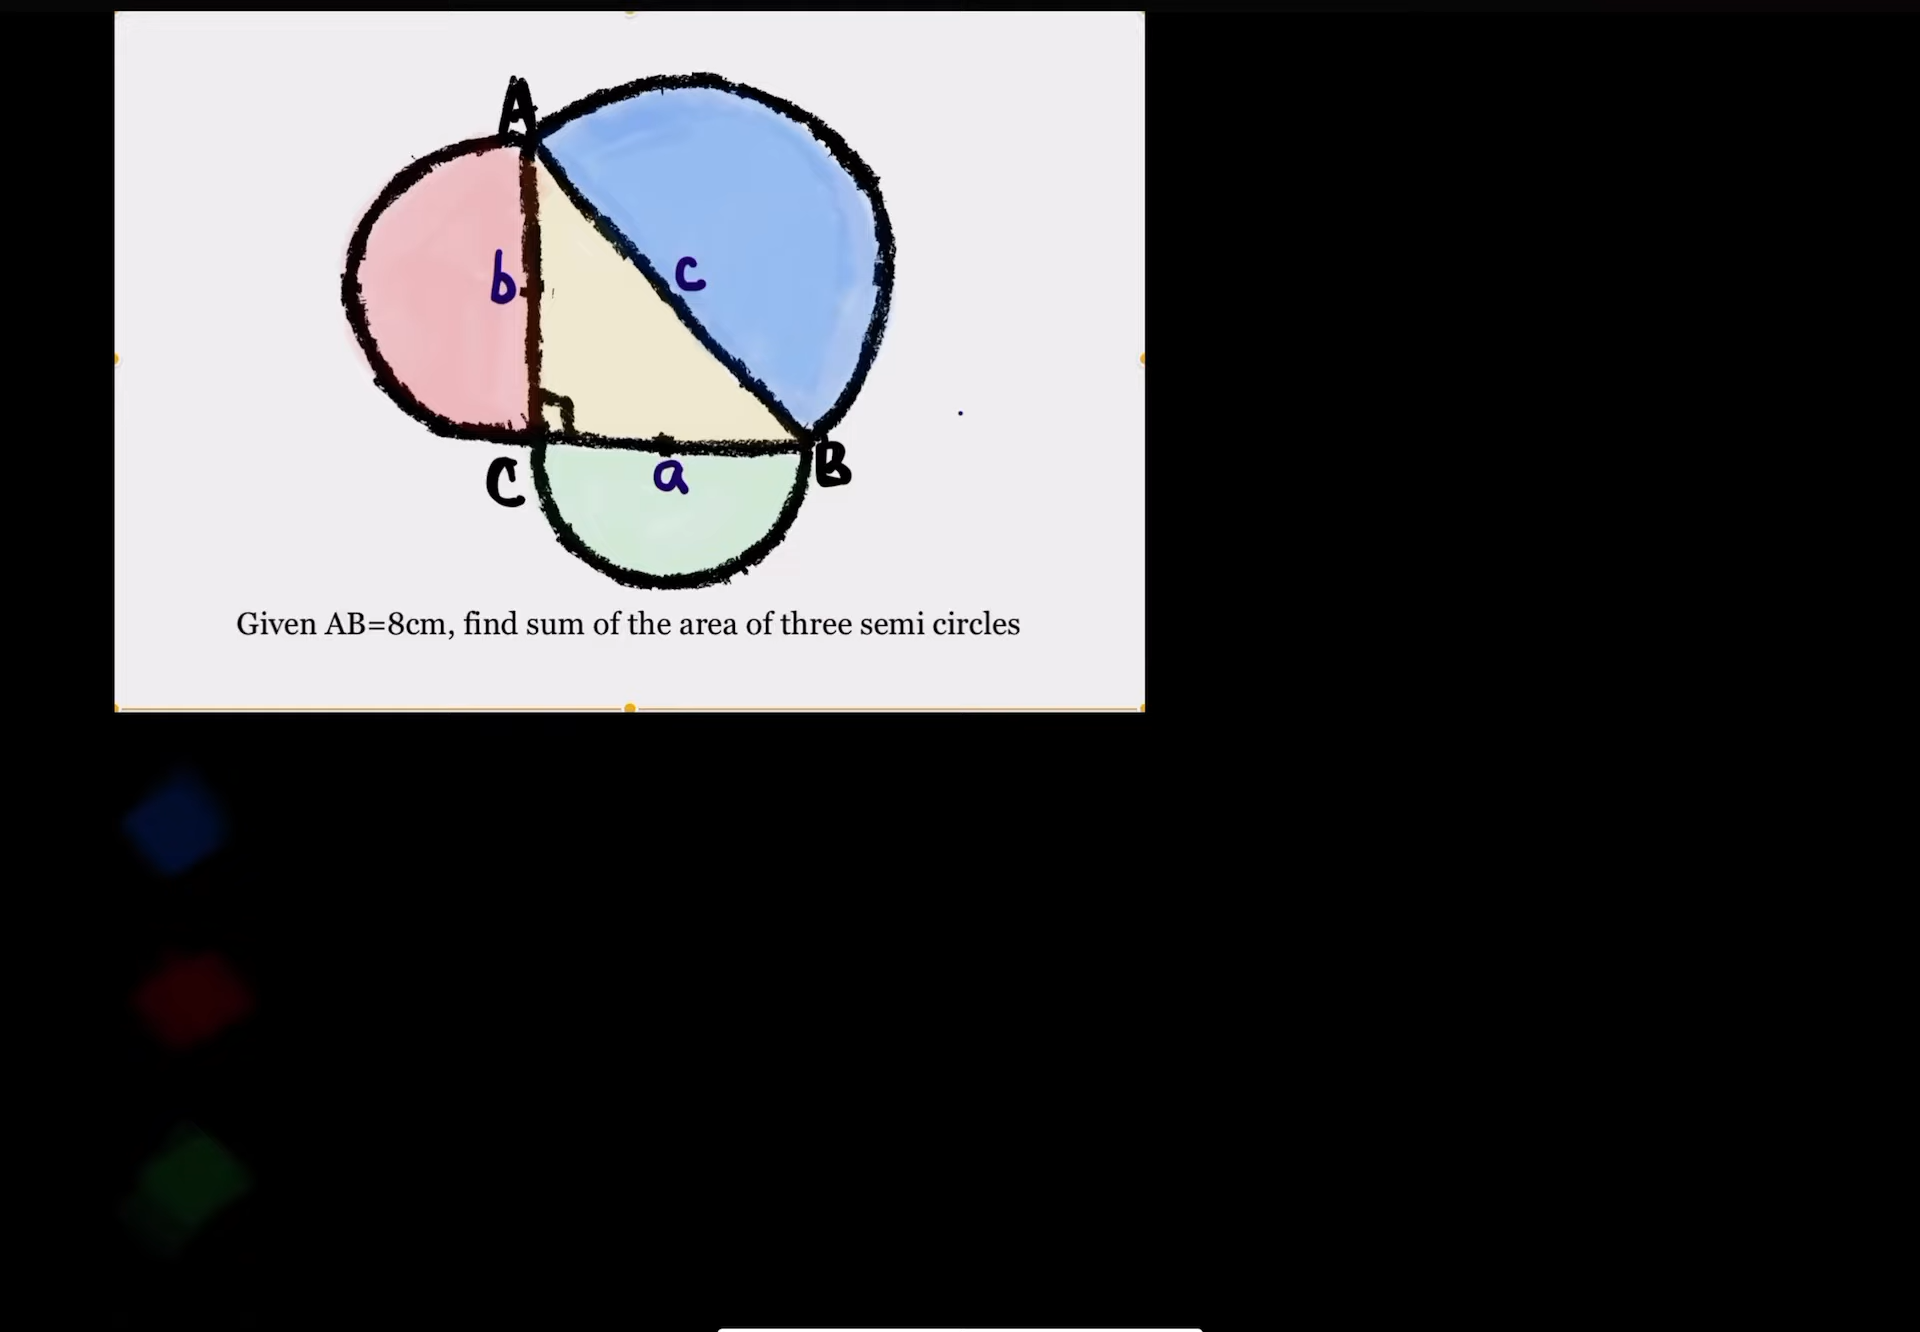 A
b
c
C
a
B
Given AB=8cm, find sum of the area of three semi circles